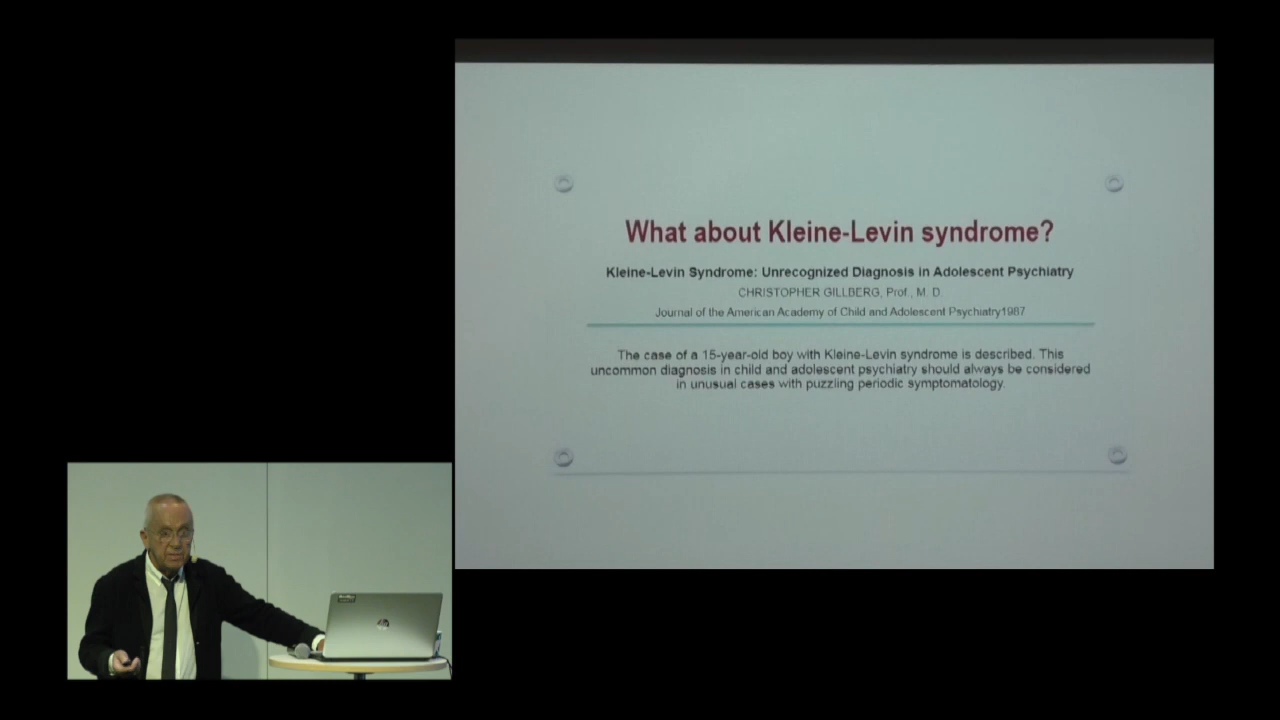 What about Kleine-Levin syndrome?
Kleine-Levin Syndrome: Unrecognized Diagnosis in Adolescent Psychiatry
CHRISTOPHER GILLBERG, Prof., M. D.
Journal of the American Academy of Child and Adolescent Psychiatry1987
The case of a 15-year-old boy with Kleine-Levin syndrome is described. This
uncommon diagnosis in child and adolescent psychiatry should always be considered
in unusual cases with puzzling periodic symptomatology.
hp